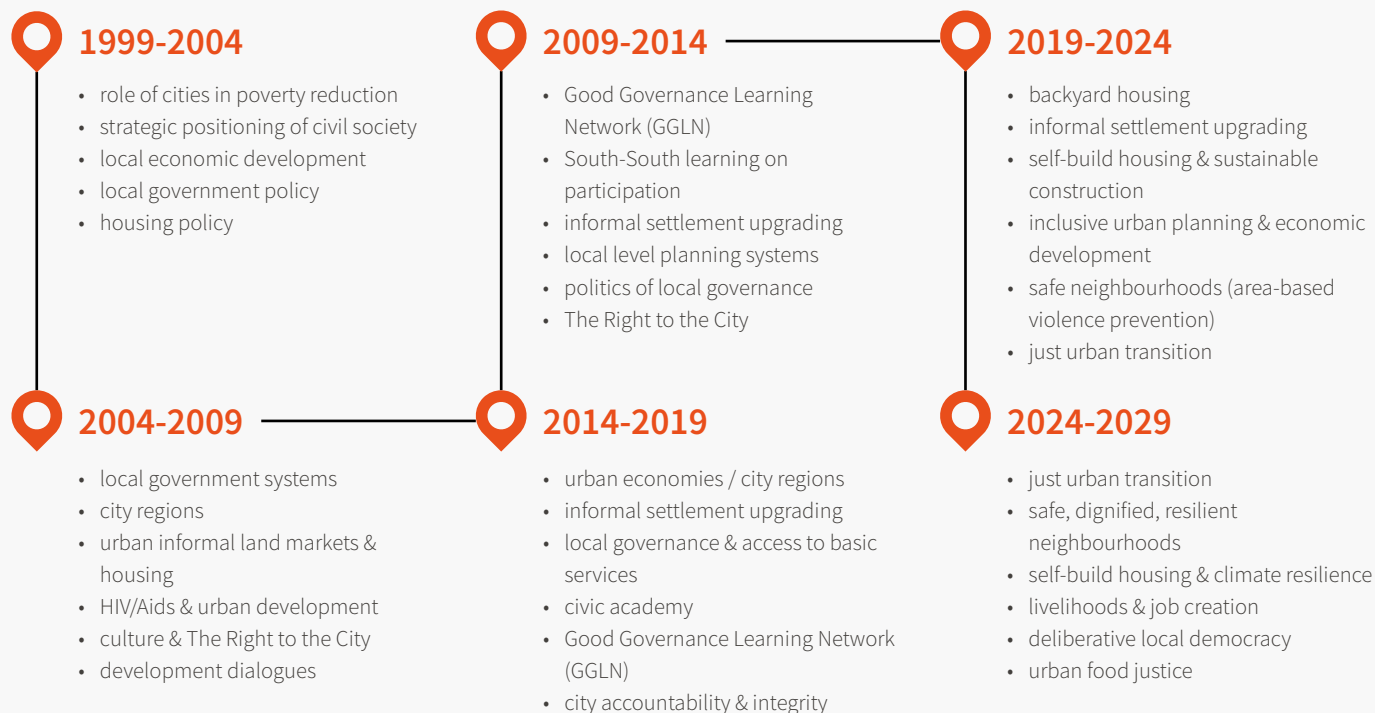 1999-2004
• role of cities in poverty reduction
• strategic positioning of civil society
• local economic development
• local government policy
• housing policy
2004-2009
• local government systems
• city regions
• urban informal land markets &
housing
• HIV/Aids & urban development
• culture & The Right to the City
• development dialogues
2009-2014
• Good Governance Learning
Network (GGLN)
• South-South learning on
participation
• informal settlement upgrading
• local level planning systems
• politics of local governance
• The Right to the City
2014-2019
• urban economies / city regions
• informal settlement upgrading
• local governance & access to basic
services
• civic academy
• Good Governance Learning Network
(GGLN)
• city accountability & integrity
2019-2024
• backyard housing
• informal settlement upgrading
• self-build housing & sustainable
construction
• inclusive urban planning & economic
development
• safe neighbourhoods (area-based
violence prevention)
• just urban transition
2024-2029
• just urban transition
• safe, dignified, resilient
neighbourhoods
• self-build housing & climate resilience
• livelihoods & job creation
• deliberative local democracy
• urban food justice